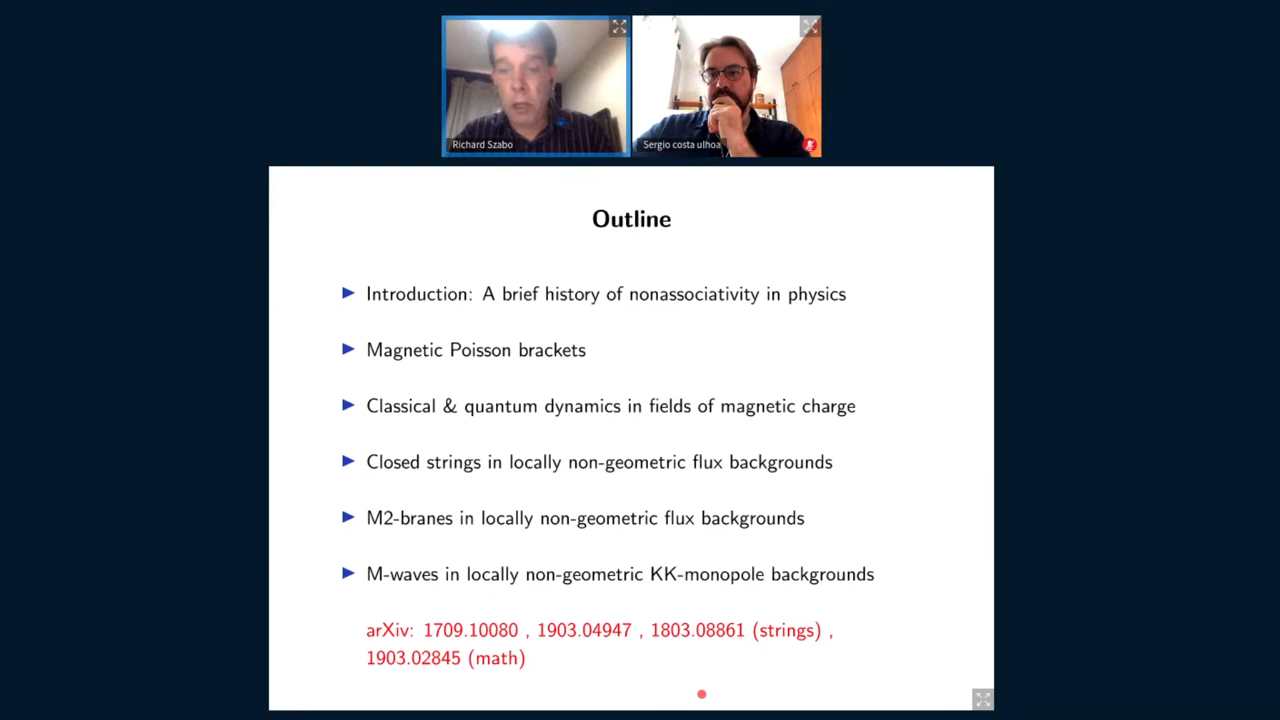 Richard Szabo
Sergio costa ulhoa
Outline
Introduction: A brief history of nonassociativity in physics
Magnetic Poisson brackets
Classical & quantum dynamics in fields of magnetic charge
Closed strings in locally non-geometric flux backgrounds
M2-branes in locally non-geometric flux backgrounds
M-waves in locally non-geometric KK-monopole backgrounds
arXiv: 1709.10080 , 1903.04947 , 1803.08861 (strings) ,
1903.02845 (math)